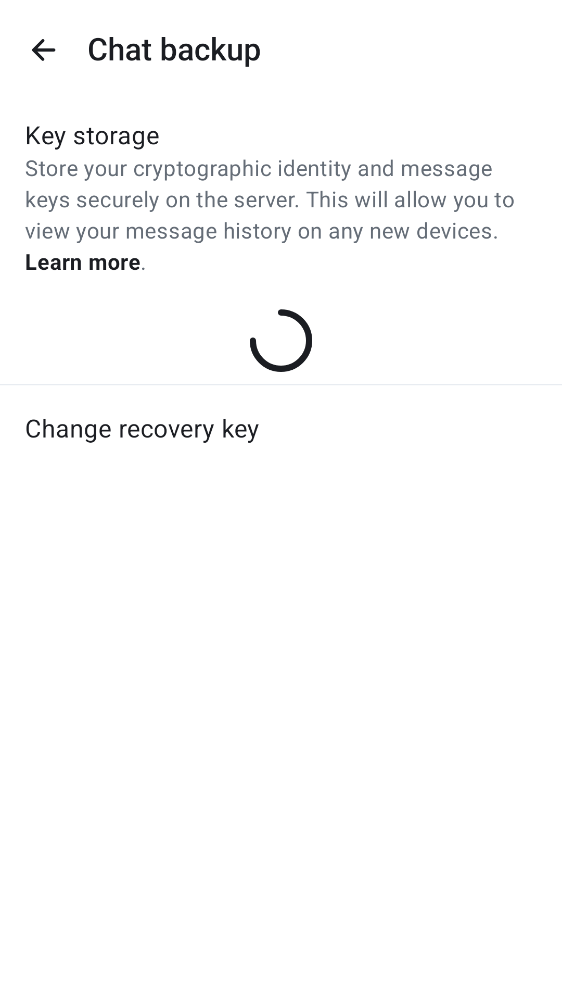 Chat backup
Key storage
Store your cryptographic identity and message
keys securely on the server. This will allow you to
view your message history on any new devices.
Learn more.
Change recovery key